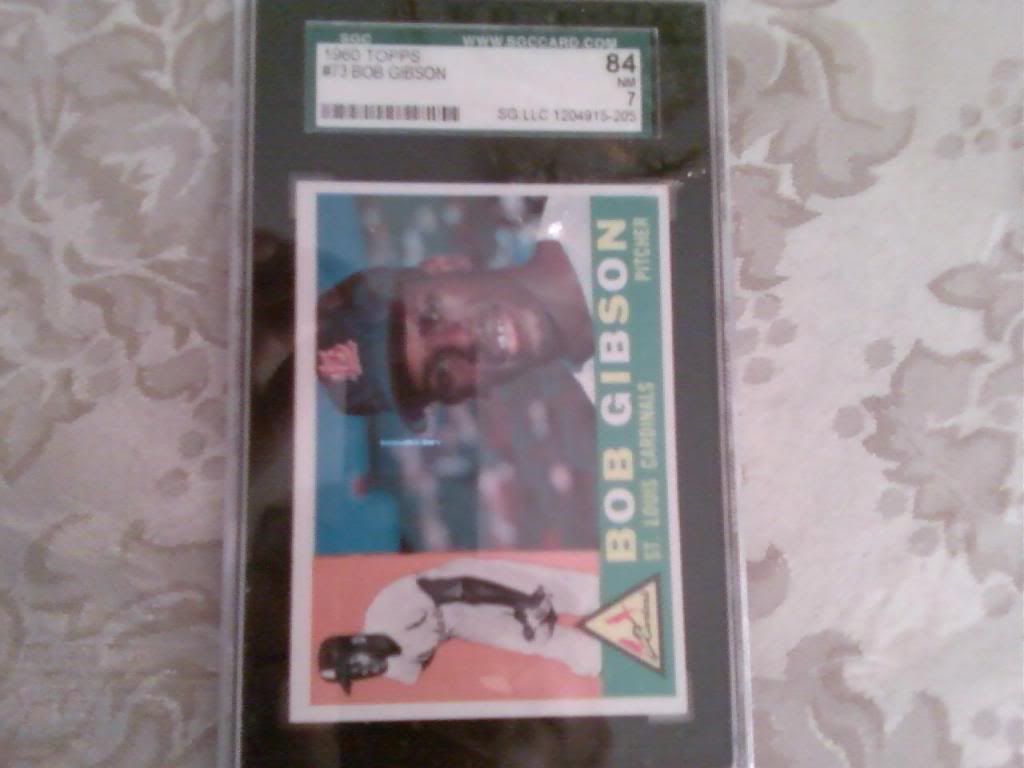 SGC WWW.SGCCARD.COM
1960 TOPPS 84
#73 BOB GIBSON NM
7
SG LLC 1204915-205
BOB GIBSON
ST. LOUIS CARDINALS PITCHER